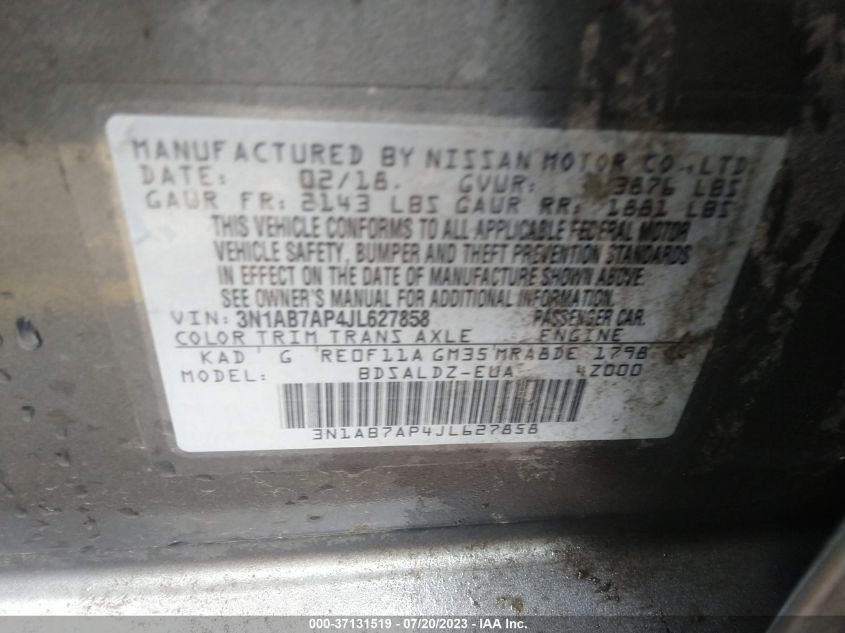 MANUFACTURED BY NISSAN MOTOR CO., LTD
DATE: 02/18. GVWR: 3876 LBS
GAWR FR: 2143 LBS GAWR RR: 1881 LBS
THIS VEHICLE CONFORMS TO ALL APPLICABLE FEDERAL MOTOR
VEHICLE SAFETY, BUMPER AND THEFT PREVENTION STANDARDS
IN EFFECT ON THE DATE OF MANUFACTURE SHOWN ABOVE.
SEE OWNER'S MANUAL FOR ADDITIONAL INFORMATION.
VIN: 3N1AB7AP4JL627858 PASSENGER CAR.
COLOR TRIM TRANS AXLE ENGINE
KAD G RE0F11A GM35 MRA8DE 1798
MODEL: BDSALDZ-EUA 4Z000
3N1AB7AP4JL627858
000-37131519 - 07/20/2023 - IAA Inc.